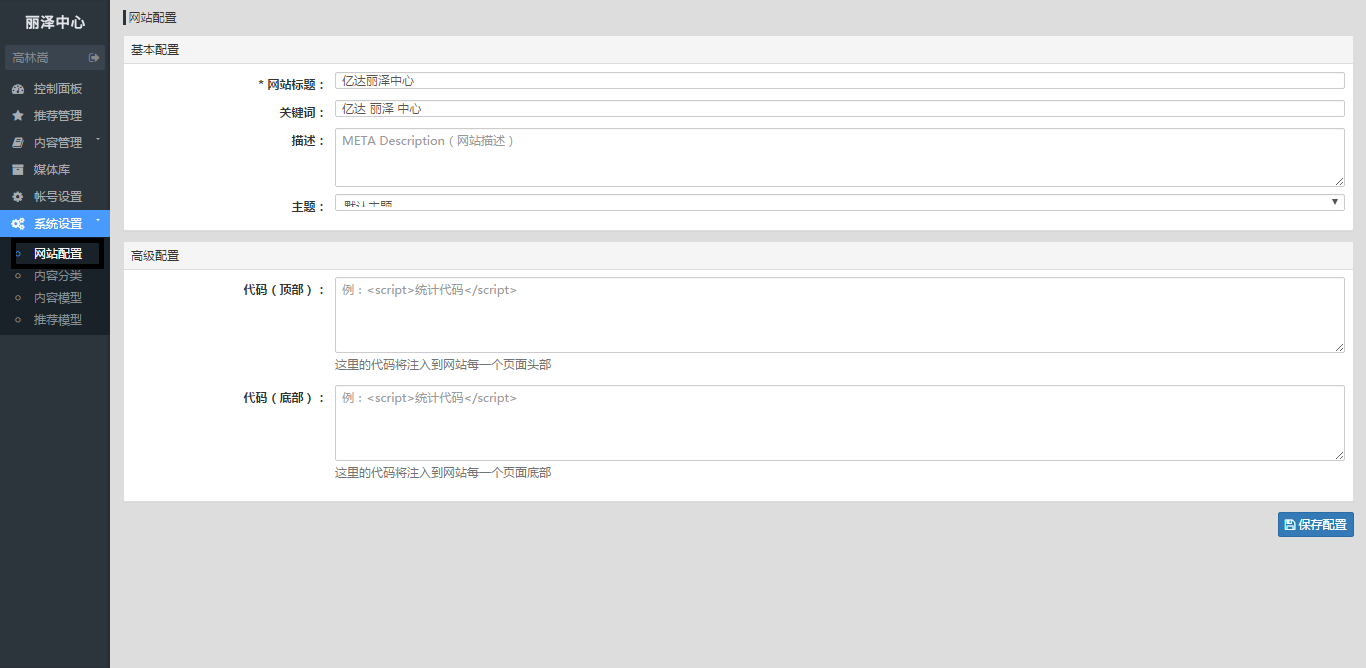 丽泽中心
高林茼
控制面板
推荐管理
内容管理
媒体库
帐号设置
系统设置
网站配置
内容分类
内容模型
推荐模型
网站配置
基本配置
* 网站标题：
亿达丽泽中心
关键词：
亿达 丽泽 中心
描述：
META Description（网站描述）
主题：
默认主题
高级配置
代码（顶部）：
例：<script>统计代码</script>
这里的代码将注入到网站每一个页面头部
代码（底部）：
例：<script>统计代码</script>
这里的代码将注入到网站每一个页面底部
保存配置